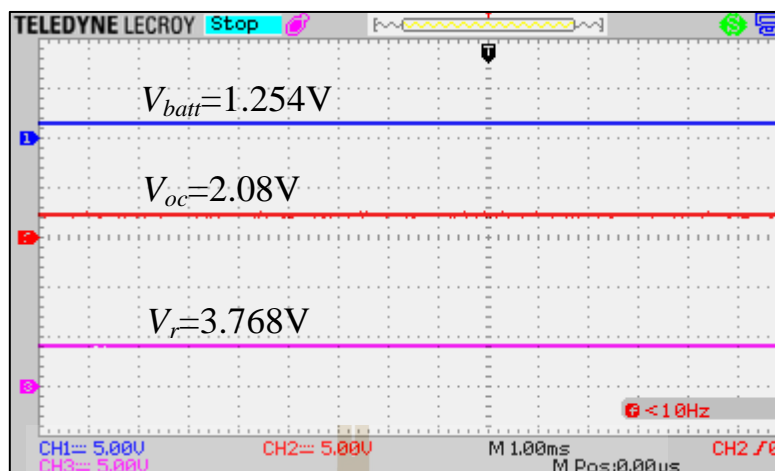 TELEDYNE LECROY Stop
T
Vbatt=1.254V
1
Voc=2.08V
2
Vr=3.768V
3
f <10Hz
CH1 5.00V CH2 5.00V M 1.00ms CH2
CH3 5.00V M Pos:0.00µs